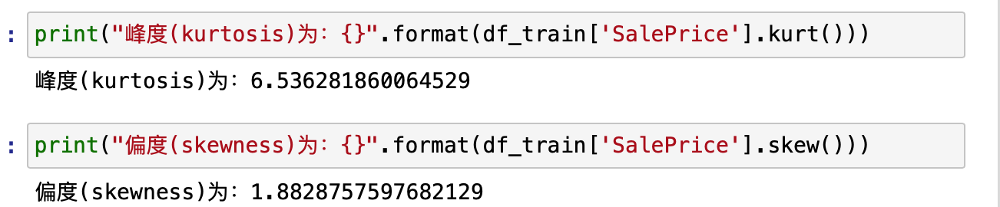 : print("峰度(kurtosis)为：{}".format(df_train['SalePrice'].kurt()))
峰度(kurtosis)为：6.536281860064529
: print("偏度(skewness)为：{}".format(df_train['SalePrice'].skew()))
偏度(skewness)为：1.8828757597682129